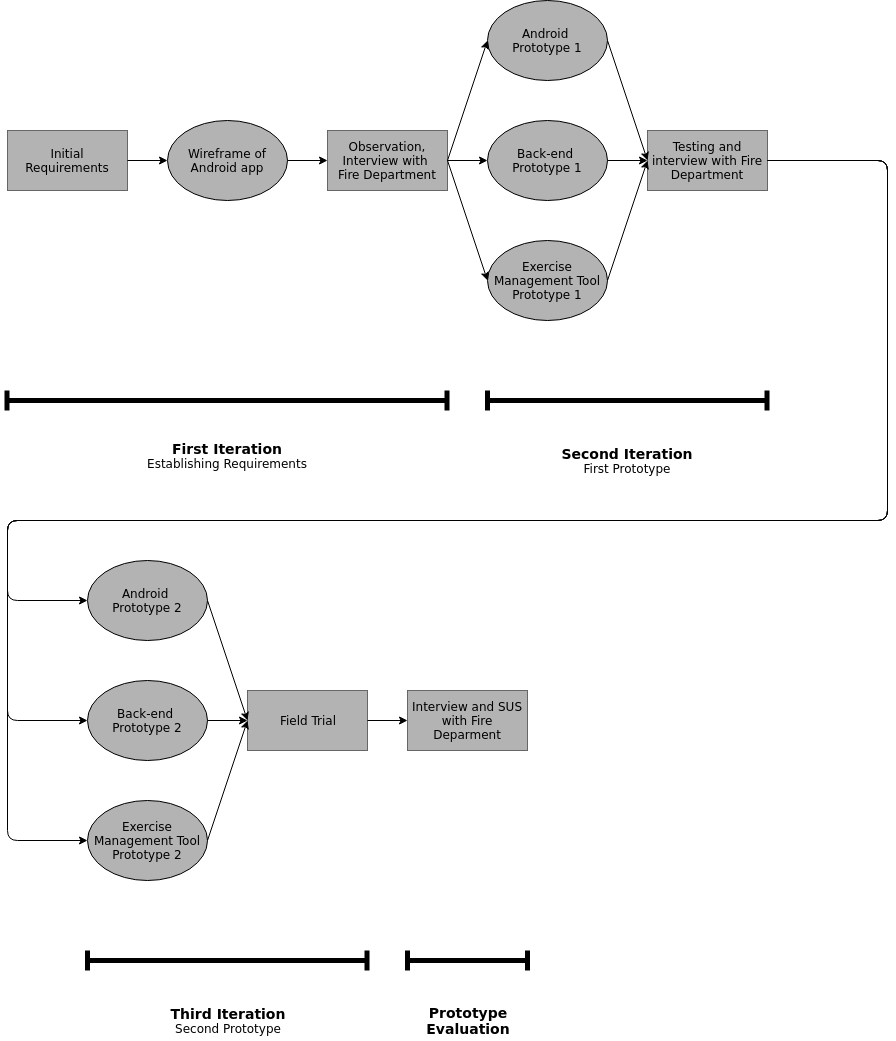 Android
Prototype 1
Initial
Requirements
Wireframe of
Android app
Observation,
Interview with
Fire Department
Back-end
Prototype 1
Testing and
interview with Fire
Department
Exercise
Management Tool
Prototype 1
First Iteration
Establishing Requirements
Second Iteration
First Prototype
Android
Prototype 2
Back-end
Prototype 2
Field Trial
Interview and SUS
with Fire
Deparment
Exercise
Management Tool
Prototype 2
Third Iteration
Second Prototype
Prototype
Evaluation